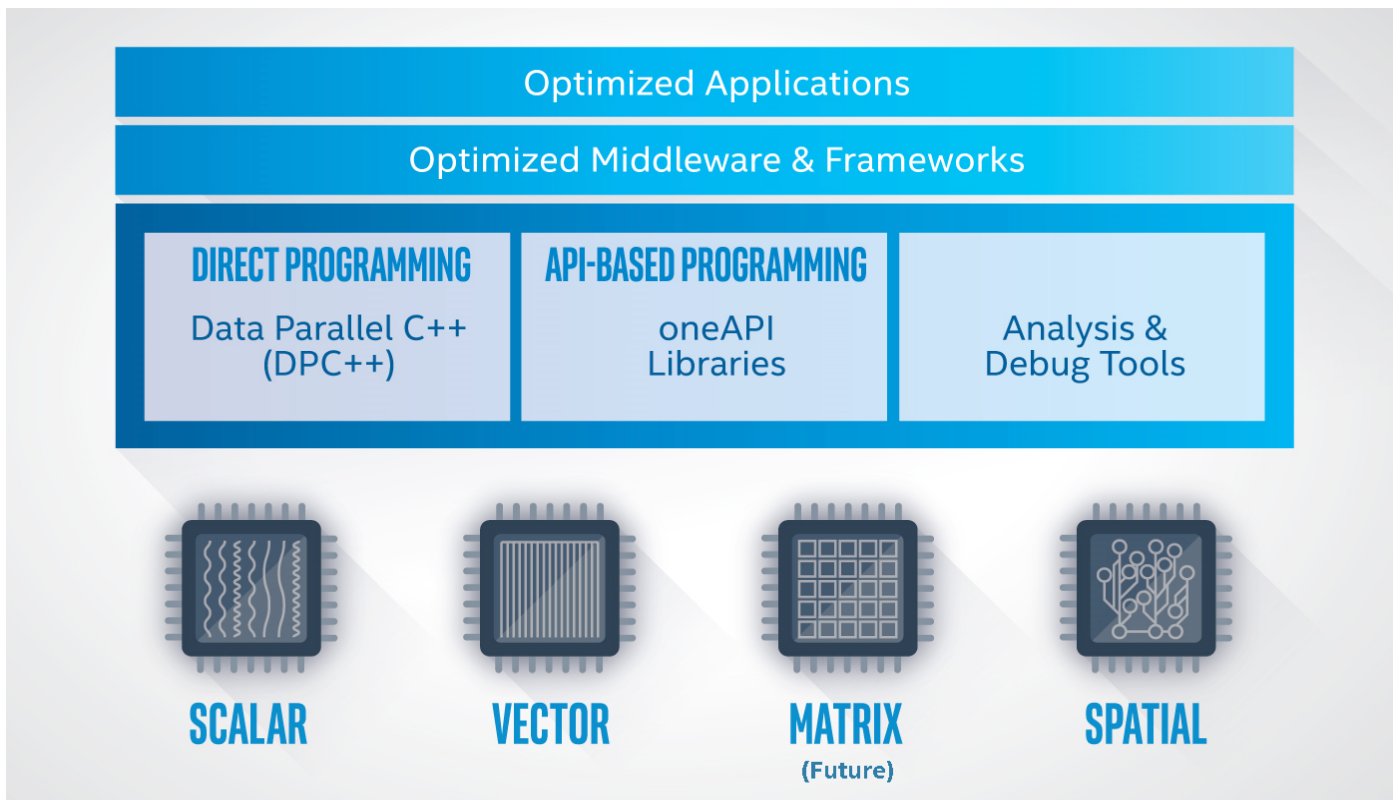 Optimized Applications
Optimized Middleware & Frameworks
DIRECT PROGRAMMING
Data Parallel C++
(DPC++)
API-BASED PROGRAMMING
oneAPI
Libraries
Analysis &
Debug Tools
SCALAR
VECTOR
MATRIX
(Future)
SPATIAL